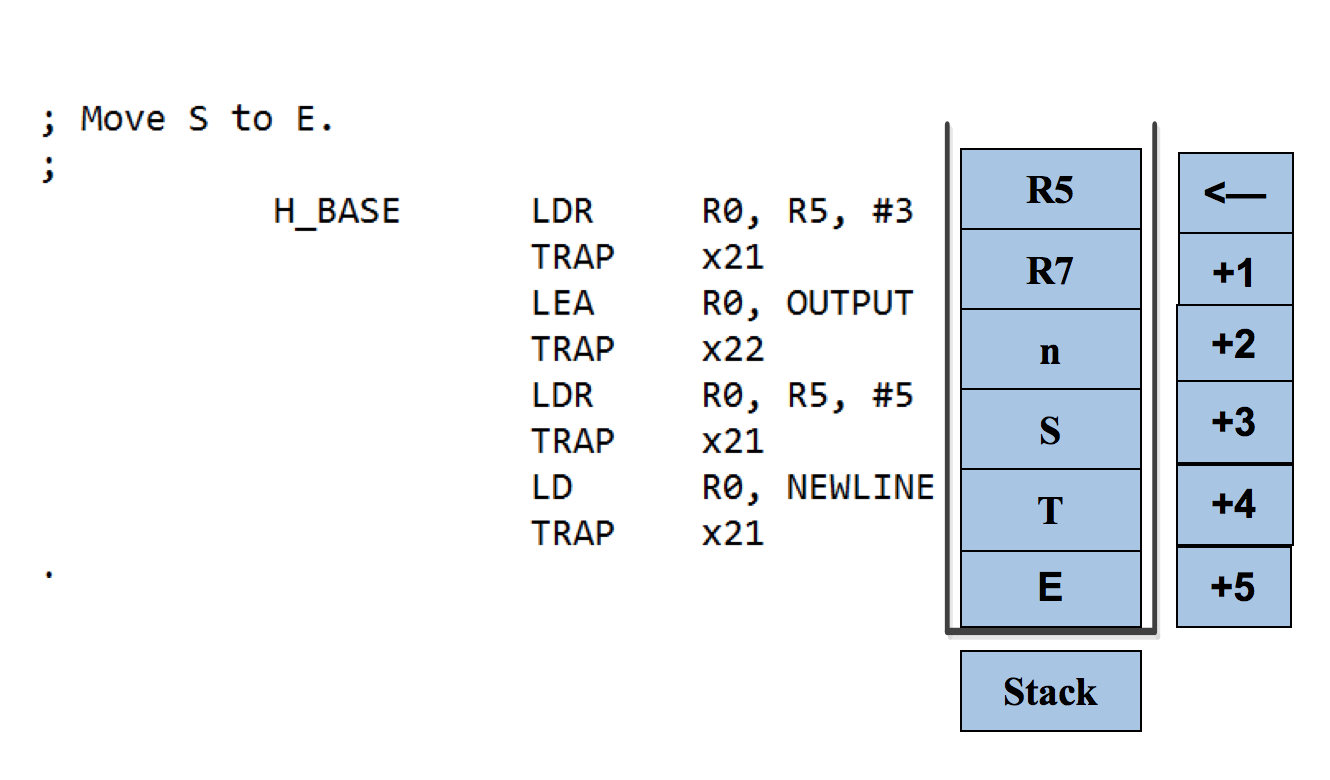 ; Move S to E.
;
H_BASE LDR R0, R5, #3
TRAP x21
LEA R0, OUTPUT
TRAP x22
LDR R0, R5, #5
TRAP x21
LD R0, NEWLINE
TRAP x21
.
R5 <—
R7 +1
n +2
S +3
T +4
E +5
Stack